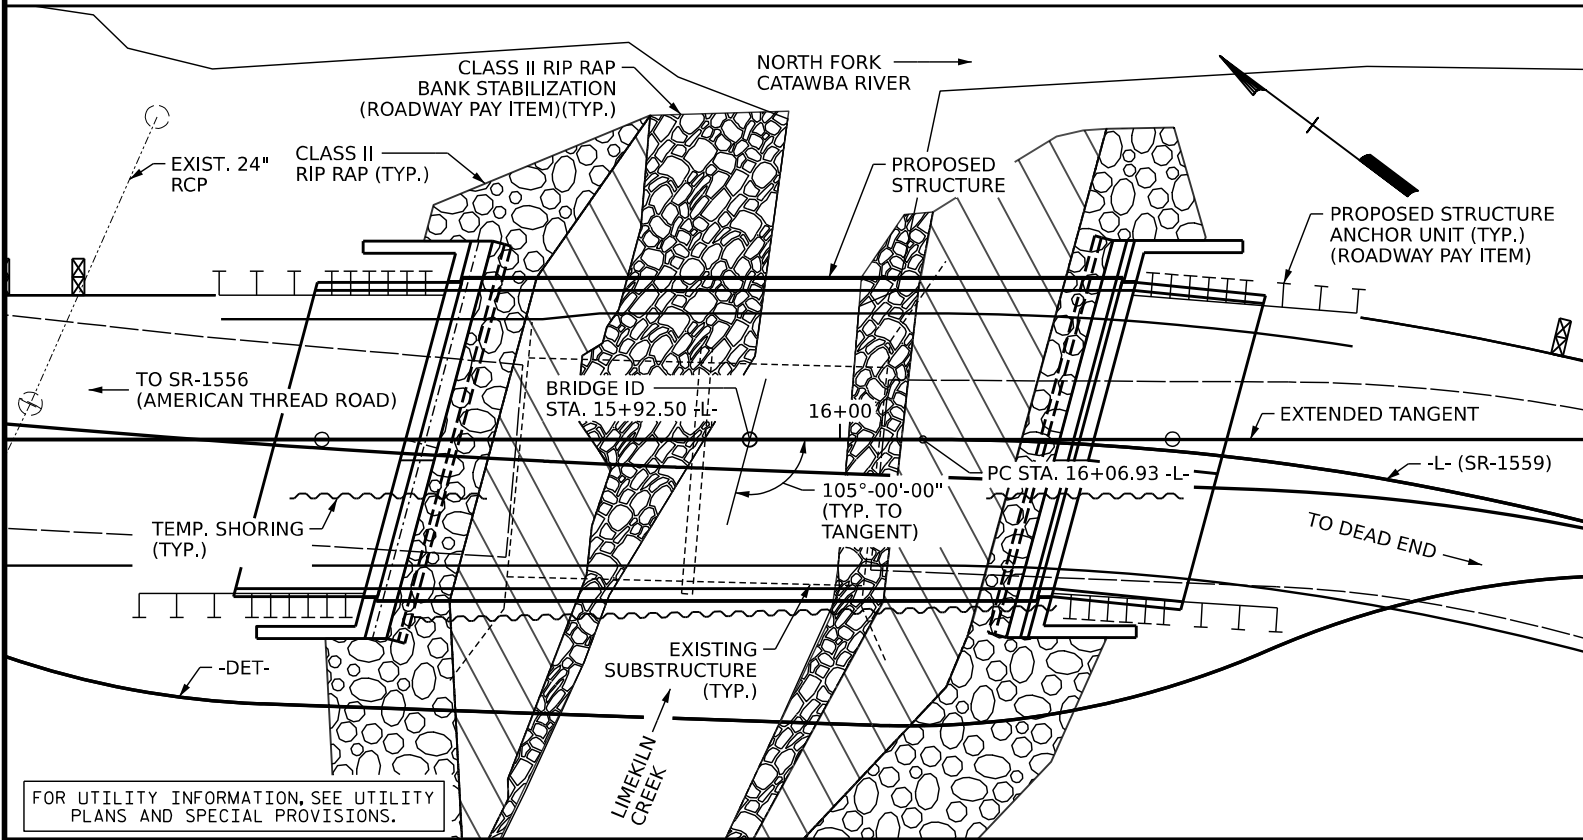 NORTH FORK
CATAWBA RIVER
CLASS II RIP RAP
BANK STABILIZATION
(ROADWAY PAY ITEM)(TYP.)
EXIST. 24"
RCP
CLASS II
RIP RAP (TYP.)
PROPOSED
STRUCTURE
PROPOSED STRUCTURE
ANCHOR UNIT (TYP.)
(ROADWAY PAY ITEM)
TO SR-1556
(AMERICAN THREAD ROAD)
BRIDGE ID
STA. 15+92.50 -L-
16+00
EXTENDED TANGENT
PC STA. 16+06.93 -L-
-L- (SR-1559)
105°-00'-00"
(TYP. TO
TANGENT)
TEMP. SHORING
(TYP.)
TO DEAD END
EXISTING
SUBSTRUCTURE
(TYP.)
-DET-
LIMEKILN
CREEK
FOR UTILITY INFORMATION, SEE UTILITY
PLANS AND SPECIAL PROVISIONS.